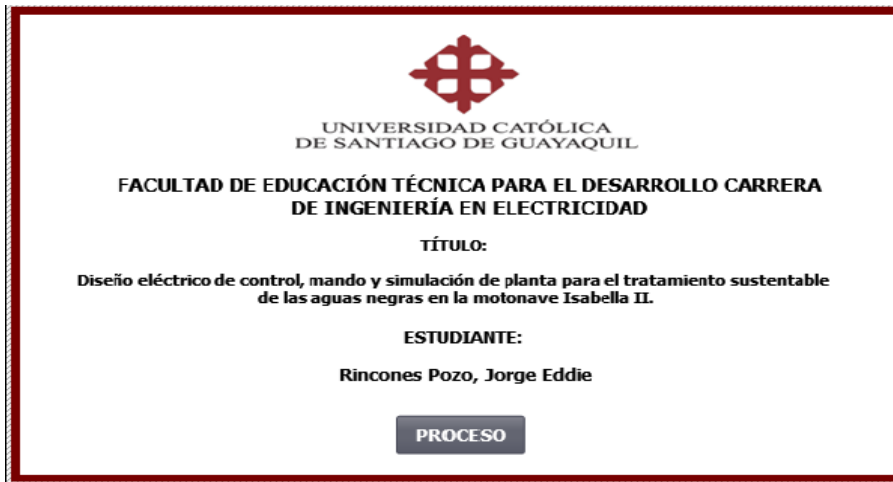 UNIVERSIDAD CATÓLICA
DE SANTIAGO DE GUAYAQUIL
FACULTAD DE EDUCACIÓN TÉCNICA PARA EL DESARROLLO CARRERA
DE INGENIERÍA EN ELECTRICIDAD
TÍTULO:
Diseño eléctrico de control, mando y simulación de planta para el tratamiento sustentable
de las aguas negras en la motonave Isabella II.
ESTUDIANTE:
Rincones Pozo, Jorge Eddie
PROCESO